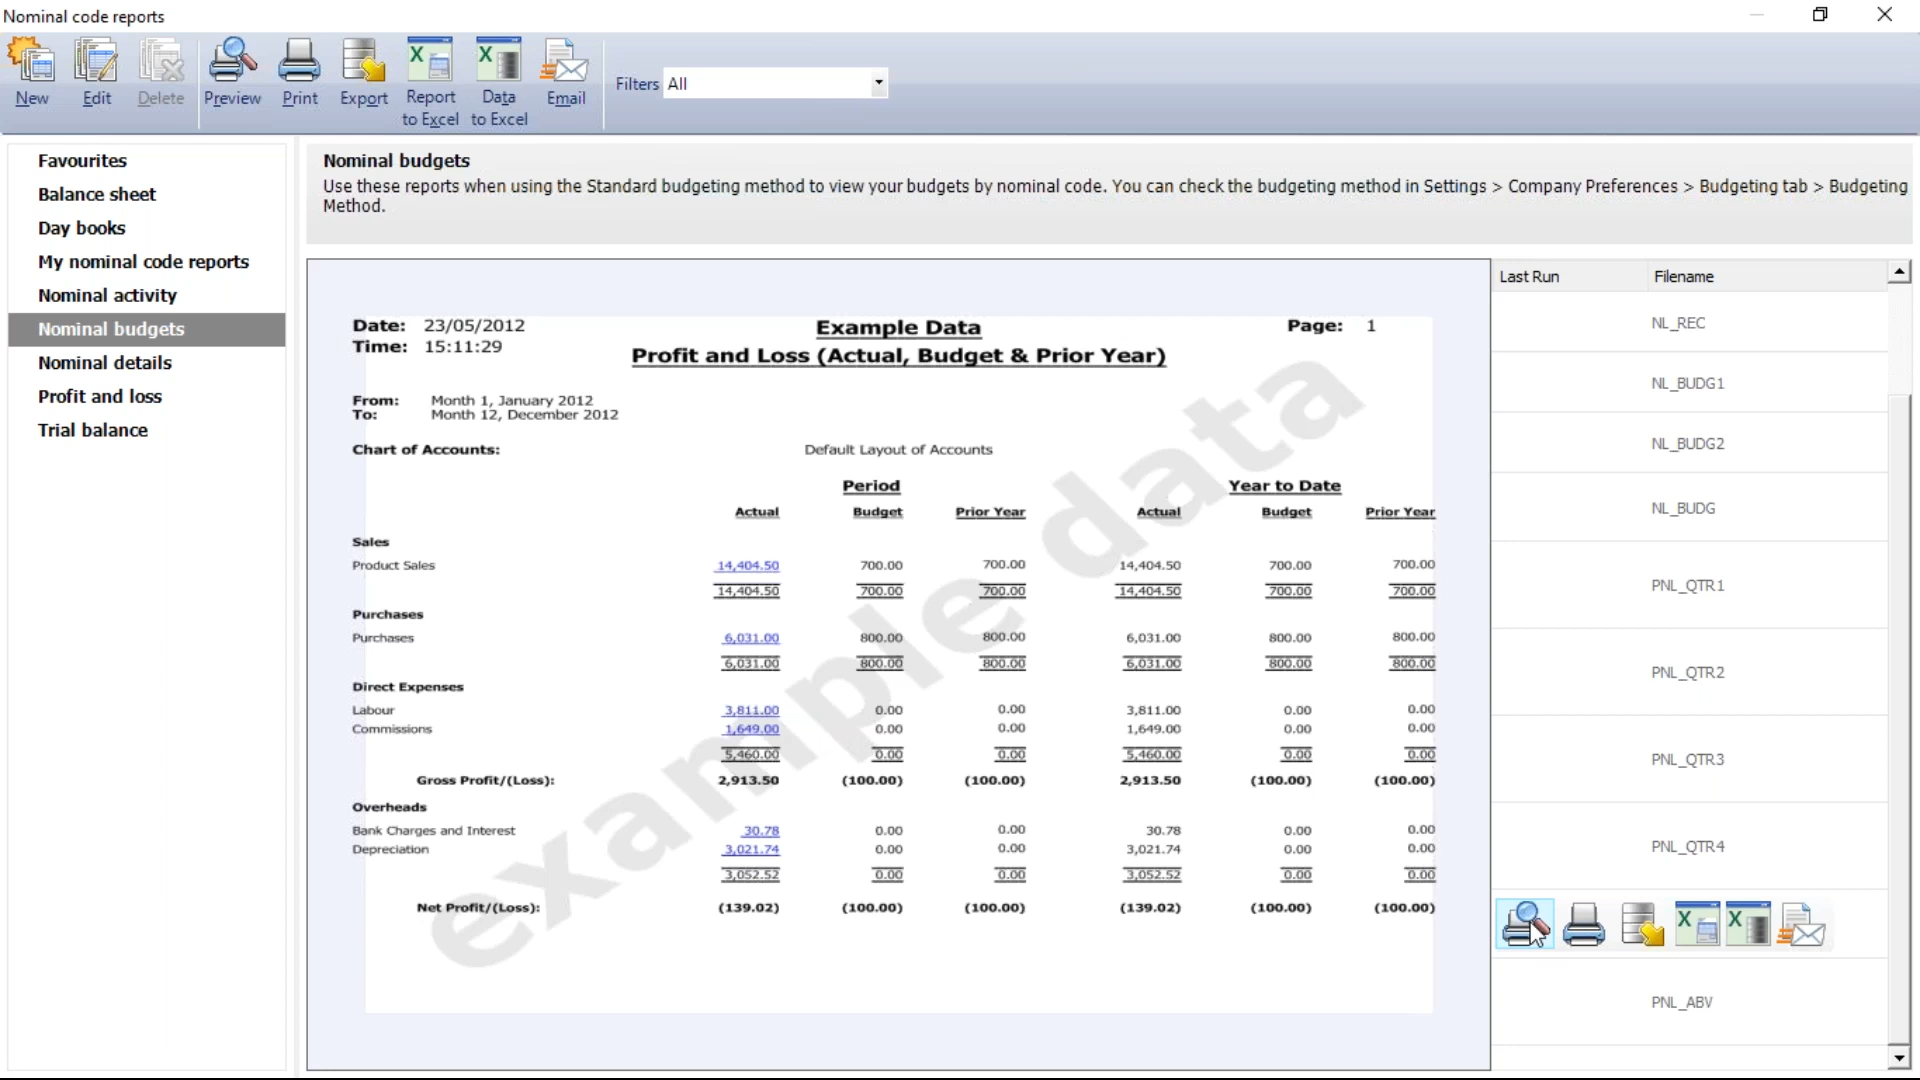 Nominal code reports
New Edit Delete Preview Print Export Report to Excel Data to Excel Email Filters All
Favourites
Balance sheet
Day books
My nominal code reports
Nominal activity
Nominal budgets
Nominal details
Profit and loss
Trial balance
Nominal budgets
Use these reports when using the Standard budgeting method to view your budgets by nominal code. You can check the budgeting method in Settings > Company Preferences > Budgeting tab > Budgeting
Method.
Date: 23/05/2012 Example Data Page: 1
Time: 15:11:29 Profit and Loss (Actual, Budget & Prior Year)
From: Month 1, January 2012
To: Month 12, December 2012
Chart of Accounts: Default Layout of Accounts
Period Year to Date
Actual Budget Prior Year Actual Budget Prior Year
Sales
Product Sales 14,404.50 700.00 700.00 14,404.50 700.00 700.00
14,404.50 700.00 700.00 14,404.50 700.00 700.00
Purchases
Purchases 6,031.00 800.00 800.00 6,031.00 800.00 800.00
6,031.00 800.00 800.00 6,031.00 800.00 800.00
Direct Expenses
Labour 3,811.00 0.00 0.00 3,811.00 0.00 0.00
Commissions 1,649.00 0.00 0.00 1,649.00 0.00 0.00
5,460.00 0.00 0.00 5,460.00 0.00 0.00
Gross Profit/(Loss): 2,913.50 (100.00) (100.00) 2,913.50 (100.00) (100.00)
Overheads
Bank Charges and Interest 30.78 0.00 0.00 30.78 0.00 0.00
Depreciation 3,021.74 0.00 0.00 3,021.74 0.00 0.00
3,052.52 0.00 0.00 3,052.52 0.00 0.00
Net Profit/(Loss): (139.02) (100.00) (100.00) (139.02) (100.00) (100.00)
example data
Last Run Filename
NL_REC
NL_BUDG1
NL_BUDG2
NL_BUDG
PNL_QTR1
PNL_QTR2
PNL_QTR3
PNL_QTR4
PNL_ABV